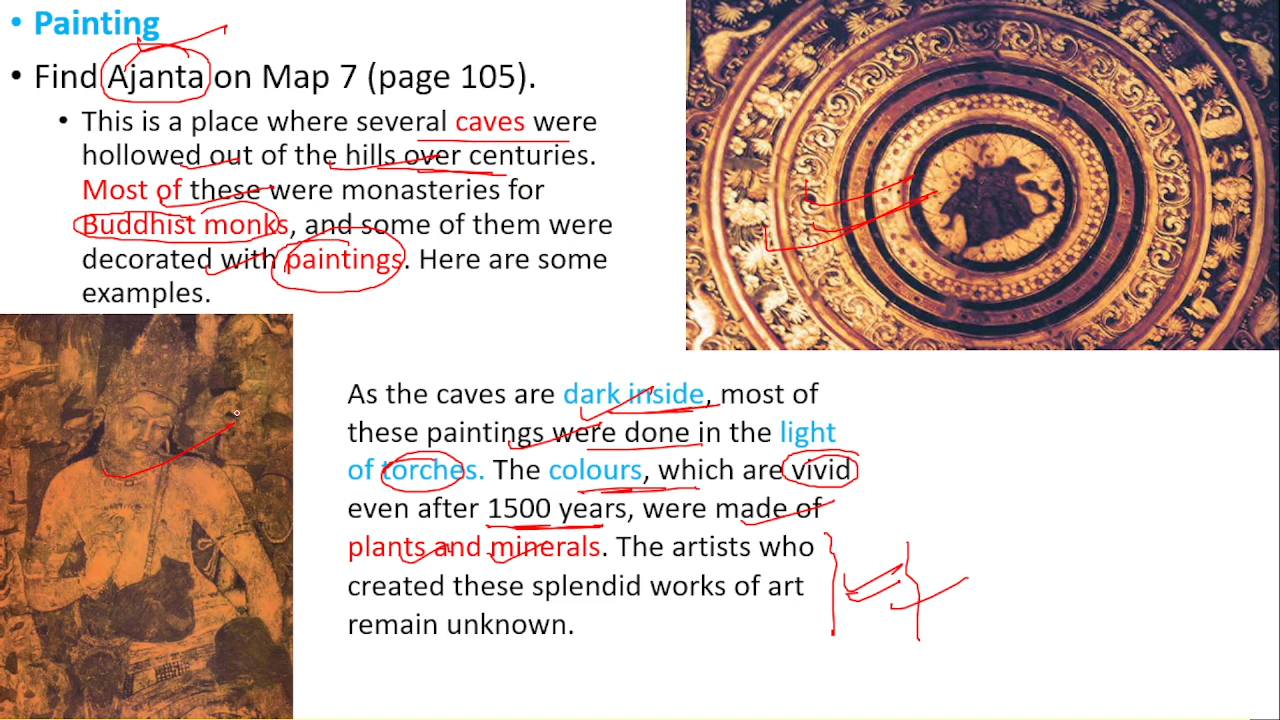 • Painting
• Find Ajanta on Map 7 (page 105).
• This is a place where several caves were
hollowed out of the hills over centuries.
Most of these were monasteries for
Buddhist monks, and some of them were
decorated with paintings. Here are some
examples.
As the caves are dark inside, most of
these paintings were done in the light
of torches. The colours, which are vivid
even after 1500 years, were made of
plants and minerals. The artists who
created these splendid works of art
remain unknown.